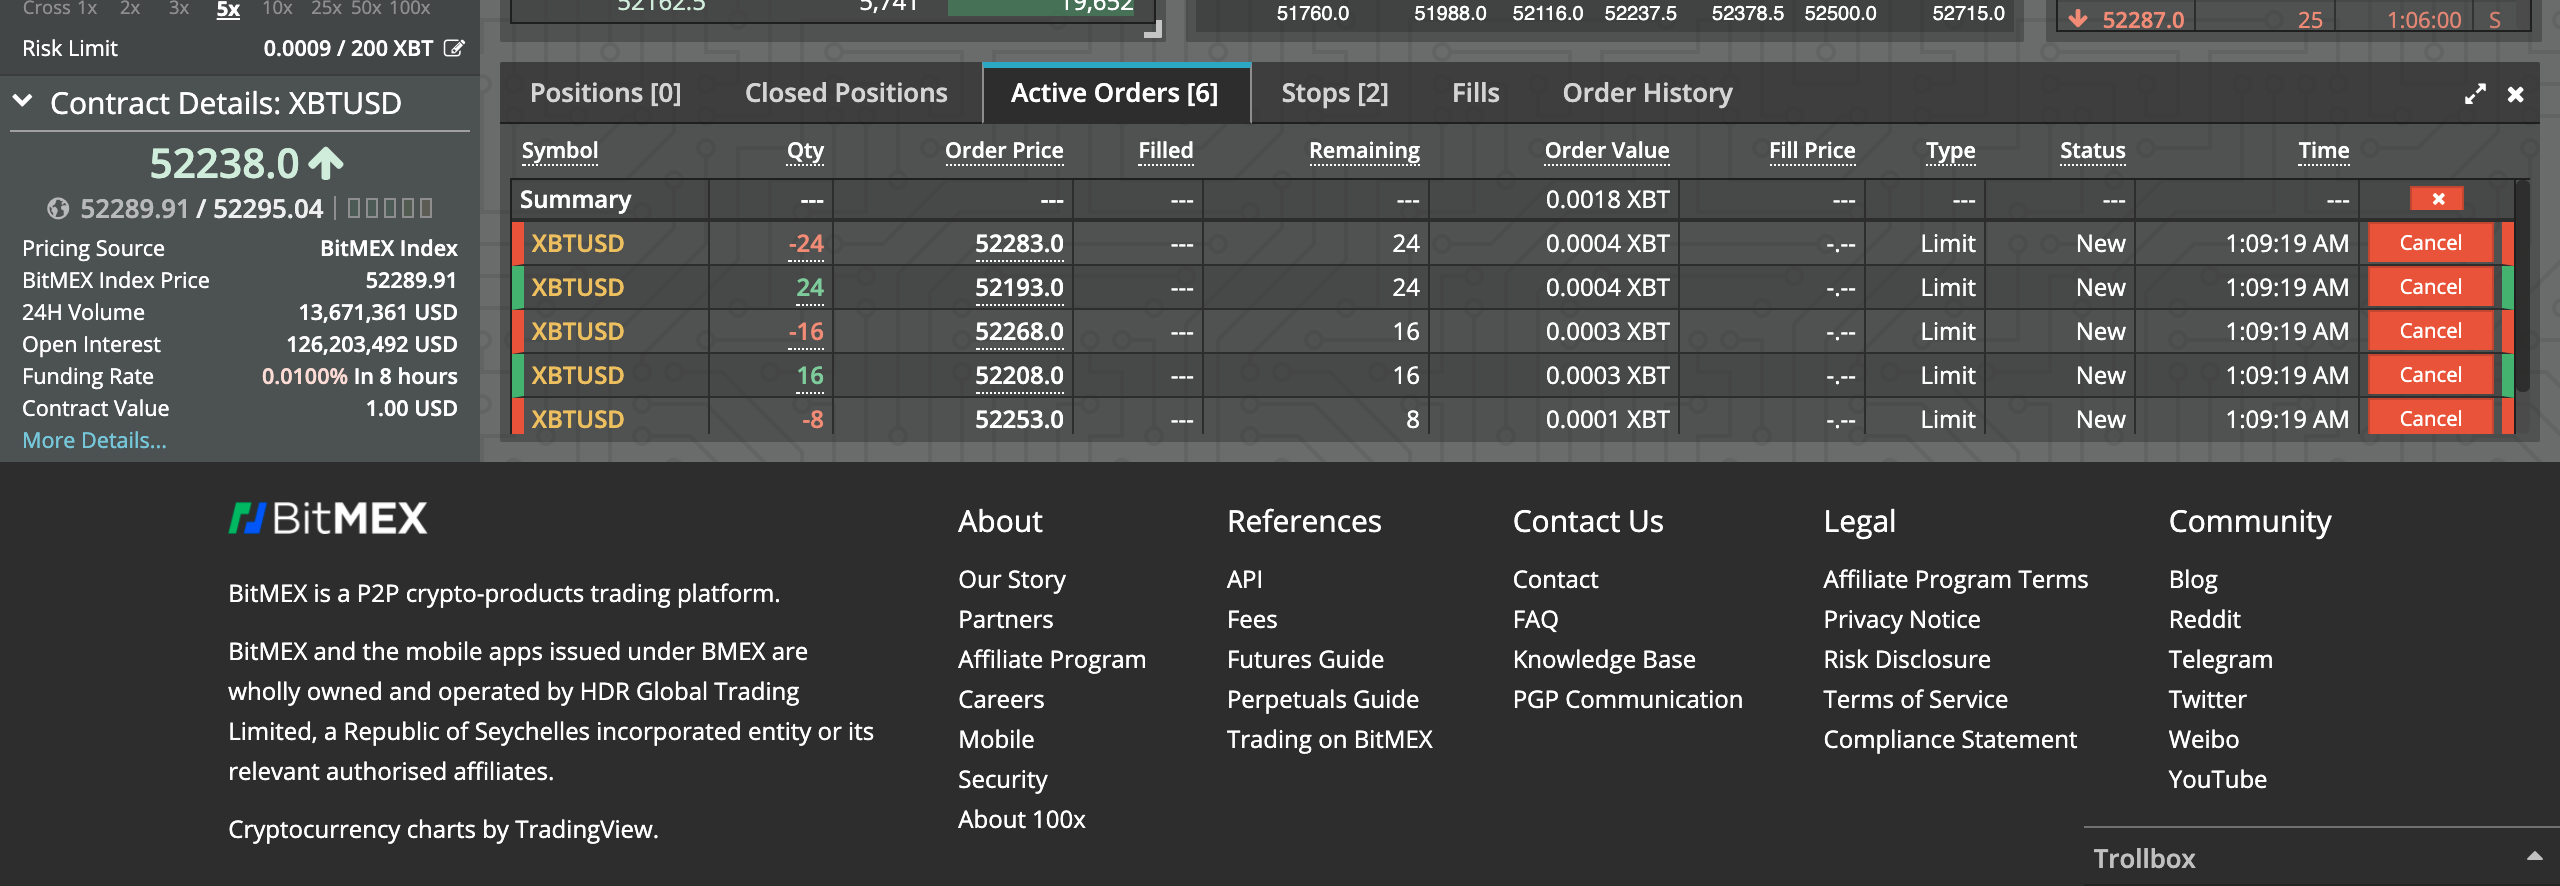 Cross 1x 2x 3x 5x 10x 25x 50x 100x
Risk Limit 0.0009 / 200 XBT
Contract Details: XBTUSD
52238.0
52289.91 / 52295.04
Pricing Source BitMEX Index
BitMEX Index Price 52289.91
24H Volume 13,671,361 USD
Open Interest 126,203,492 USD
Funding Rate 0.0100% In 8 hours
Contract Value 1.00 USD
More Details...
52162.5 5,741 19,652
51760.0 51988.0 52116.0 52237.5 52378.5 52500.0 52715.0
52287.0 25 1:06:00 S
Positions [0] Closed Positions Active Orders [6] Stops [2] Fills Order History
Symbol Qty Order Price Filled Remaining Order Value Fill Price Type Status Time
Summary --- --- --- --- 0.0018 XBT --- --- --- ---
XBTUSD -24 52283.0 --- 24 0.0004 XBT -.-- Limit New 1:09:19 AM Cancel
XBTUSD 24 52193.0 --- 24 0.0004 XBT -.-- Limit New 1:09:19 AM Cancel
XBTUSD -16 52268.0 --- 16 0.0003 XBT -.-- Limit New 1:09:19 AM Cancel
XBTUSD 16 52208.0 --- 16 0.0003 XBT -.-- Limit New 1:09:19 AM Cancel
XBTUSD -8 52253.0 --- 8 0.0001 XBT -.-- Limit New 1:09:19 AM Cancel
BitMEX
BitMEX is a P2P crypto-products trading platform.
BitMEX and the mobile apps issued under BMEX are
wholly owned and operated by HDR Global Trading
Limited, a Republic of Seychelles incorporated entity or its
relevant authorised affiliates.
Cryptocurrency charts by TradingView.
About
Our Story
Partners
Affiliate Program
Careers
Mobile
Security
About 100x
References
API
Fees
Futures Guide
Perpetuals Guide
Trading on BitMEX
Contact Us
Contact
FAQ
Knowledge Base
PGP Communication
Legal
Affiliate Program Terms
Privacy Notice
Risk Disclosure
Terms of Service
Compliance Statement
Community
Blog
Reddit
Telegram
Twitter
Weibo
YouTube
Trollbox